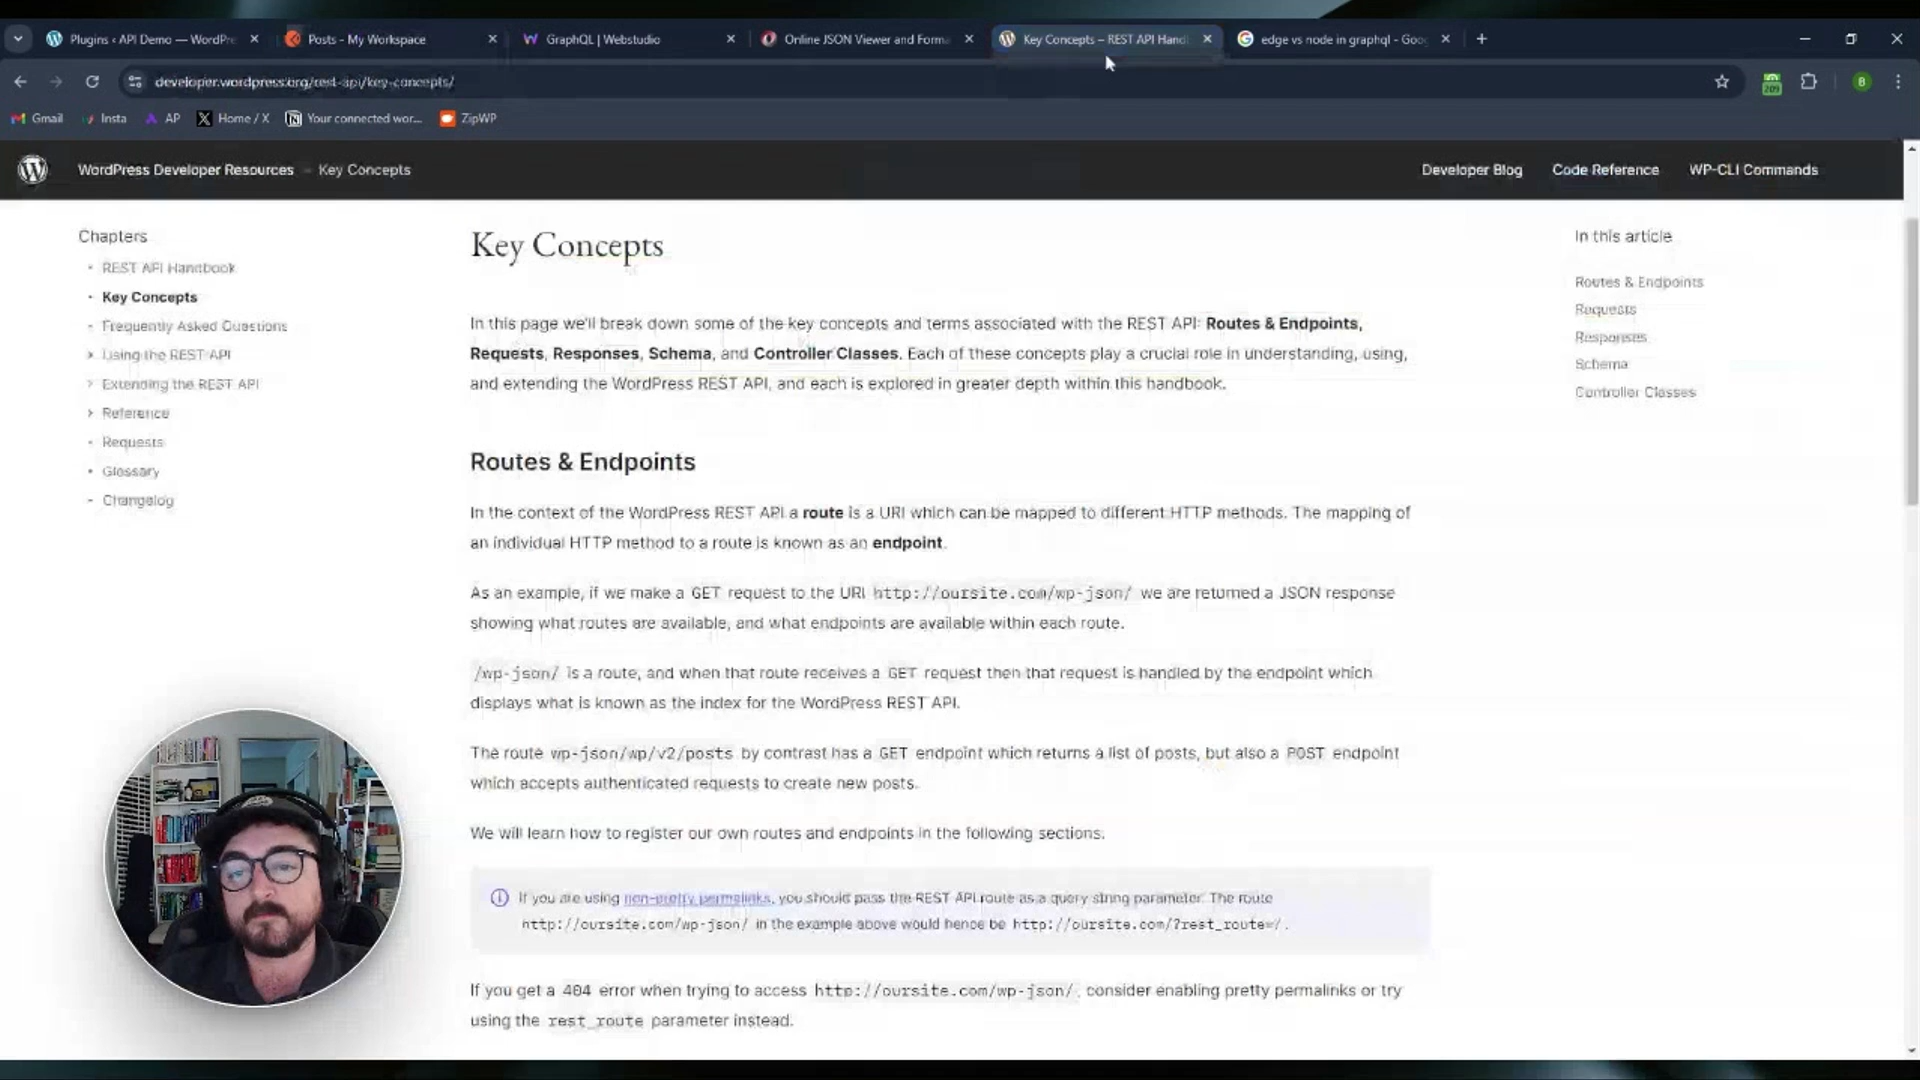 Plugins ‹ API Demo — WordPre
Posts - My Workspace
GraphQL | Webstudio
Online JSON Viewer and Forma
Key Concepts – REST API Hand
edge vs node in graphql - Goo
developer.wordpress.org/rest-api/key-concepts/
209
B
Gmail
Insta
AP
Home / X
Your connected wor...
ZipWP
WordPress Developer Resources – Key Concepts
Developer Blog
Code Reference
WP-CLI Commands
Chapters
REST API Handbook
Key Concepts
Frequently Asked Questions
Using the REST API
Extending the REST API
Reference
Requests
Glossary
Changelog
Key Concepts
In this page we'll break down some of the key concepts and terms associated with the REST API: Routes & Endpoints,
Requests, Responses, Schema, and Controller Classes. Each of these concepts play a crucial role in understanding, using,
and extending the WordPress REST API, and each is explored in greater depth within this handbook.
Routes & Endpoints
In the context of the WordPress REST API a route is a URI which can be mapped to different HTTP methods. The mapping of
an individual HTTP method to a route is known as an endpoint.
As an example, if we make a GET request to the URI http://oursite.com/wp-json/ we are returned a JSON response
showing what routes are available, and what endpoints are available within each route.
/wp-json/ is a route, and when that route receives a GET request then that request is handled by the endpoint which
displays what is known as the index for the WordPress REST API.
The route wp-json/wp/v2/posts by contrast has a GET endpoint which returns a list of posts, but also a POST endpoint
which accepts authenticated requests to create new posts.
We will learn how to register our own routes and endpoints in the following sections.
If you are using non-pretty permalinks, you should pass the REST API route as a query string parameter. The route
http://oursite.com/wp-json/ in the example above would hence be http://oursite.com/?rest_route=/.
If you get a 404 error when trying to access http://oursite.com/wp-json/, consider enabling pretty permalinks or try
using the rest_route parameter instead.
In this article
Routes & Endpoints
Requests
Responses
Schema
Controller Classes